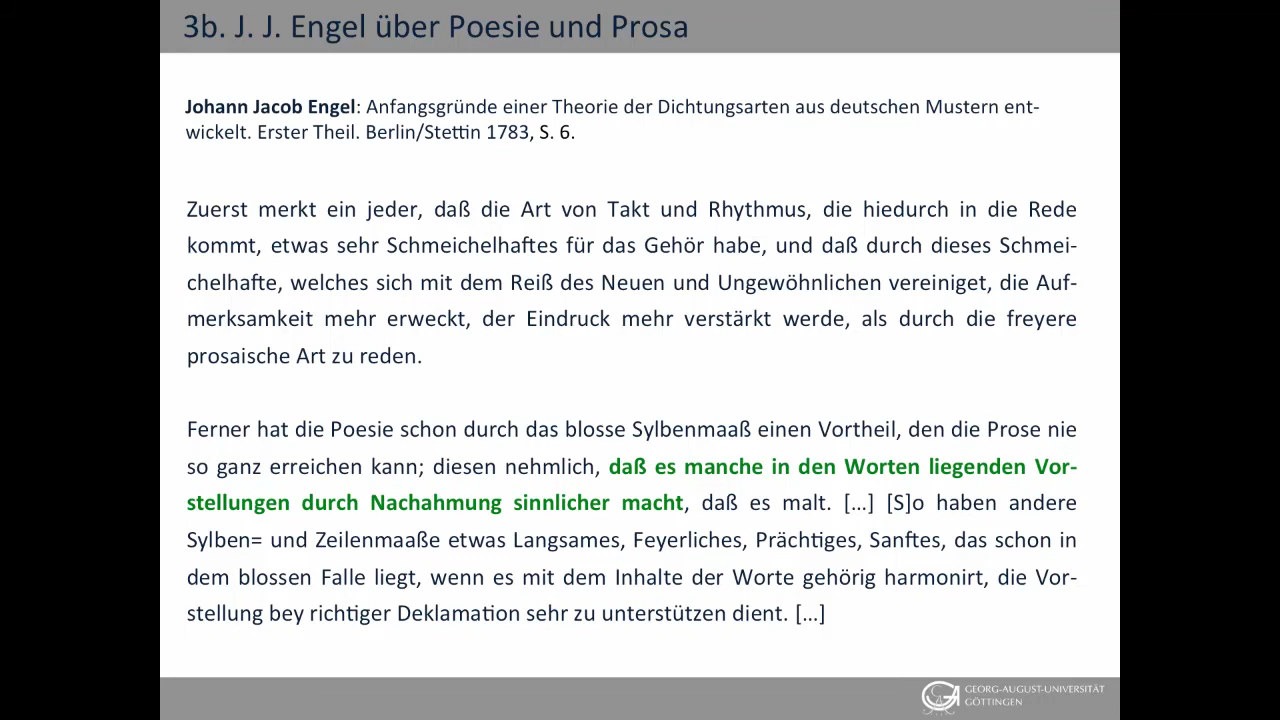 3b. J. J. Engel über Poesie und Prosa
Johann Jacob Engel: Anfangsgründe einer Theorie der Dichtungsarten aus deutschen Mustern ent-
wickelt. Erster Theil. Berlin/Stettin 1783, S. 6.
Zuerst merkt ein jeder, daß die Art von Takt und Rhythmus, die hiedurch in die Rede
kommt, etwas sehr Schmeichelhaftes für das Gehör habe, und daß durch dieses Schmei-
chelhafte, welches sich mit dem Reiß des Neuen und Ungewöhnlichen vereiniget, die Auf-
merksamkeit mehr erweckt, der Eindruck mehr verstärkt werde, als durch die freyere
prosaische Art zu reden.
Ferner hat die Poesie schon durch das blosse Sylbenmaaß einen Vortheil, den die Prose nie
so ganz erreichen kann; diesen nehmlich, daß es manche in den Worten liegenden Vor-
stellungen durch Nachahmung sinnlicher macht, daß es malt. […] [S]o haben andere
Sylben= und Zeilenmaaße etwas Langsames, Feyerliches, Prächtiges, Sanftes, das schon in
dem blossen Falle liegt, wenn es mit dem Inhalte der Worte gehörig harmonirt, die Vor-
stellung bey richtiger Deklamation sehr zu unterstützen dient. […]
GEORG-AUGUST-UNIVERSITÄT
GÖTTINGEN